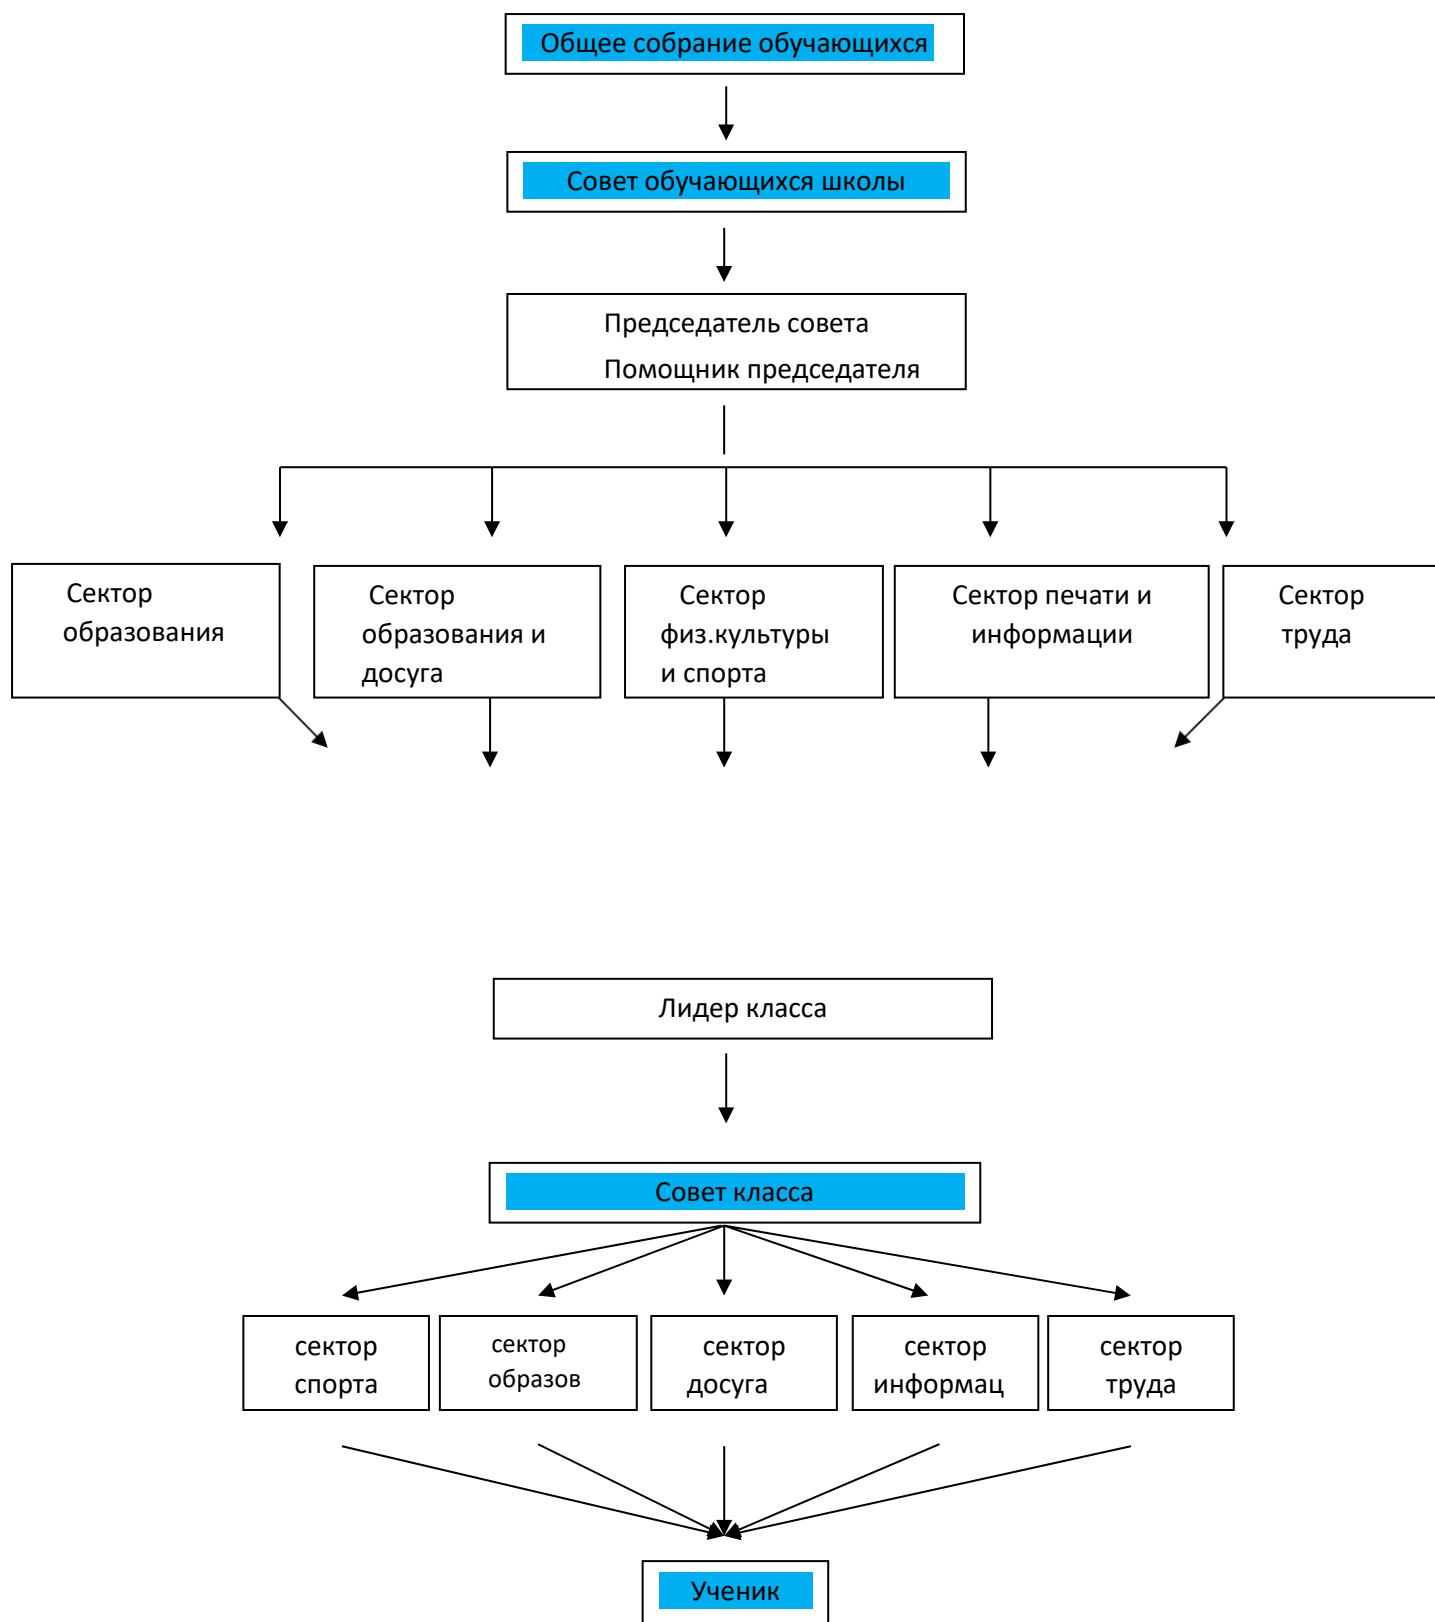 Общее собрание обучающихся
Совет обучающихся школы
Председатель совета
Помощник председателя
Сектор
образования
Сектор
образования и
досуга
Сектор
физ.культуры
и спорта
Сектор печати и
информации
Сектор
труда
Лидер класса
Совет класса
сектор
спорта
сектор
образов
сектор
досуга
сектор
информац
сектор
труда
Ученик